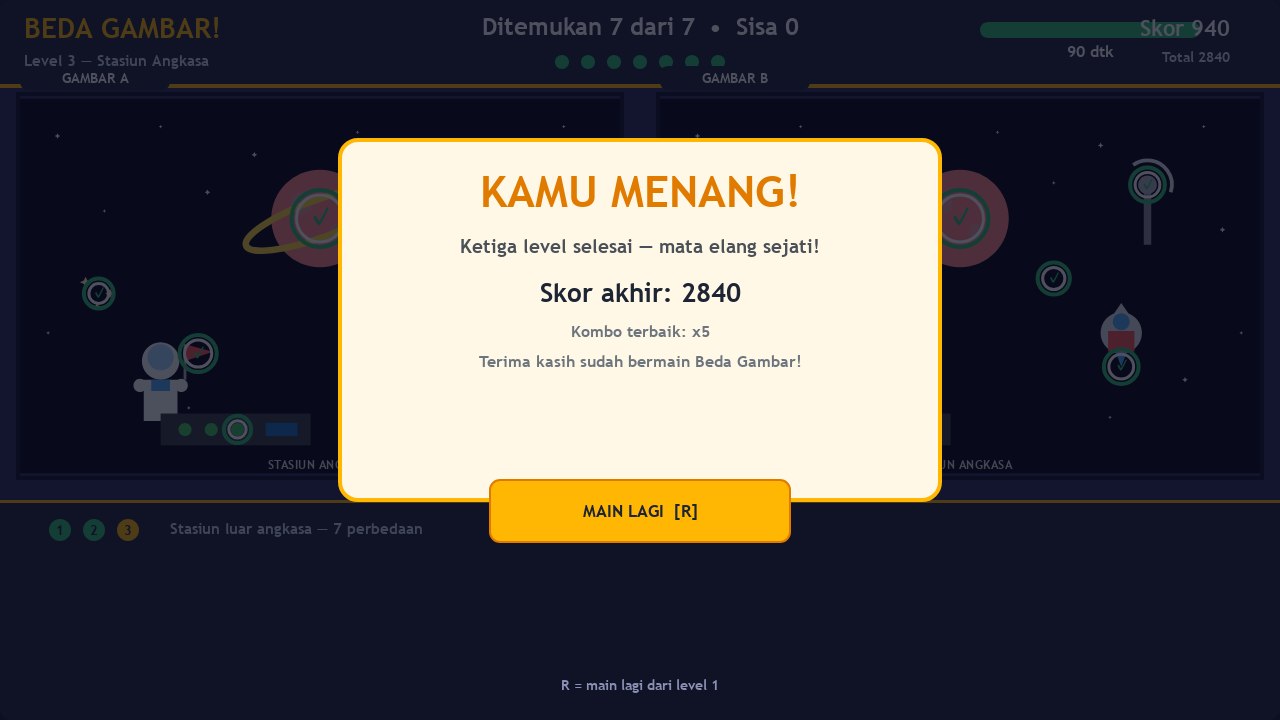 BEDA GAMBAR!
Ditemukan 7 dari 7 • Sisa 0
Skor 940
Level 3 — Stasiun Angkasa
90 dtk
Total 2840
GAMBAR A
GAMBAR B
KAMU MENANG!
Ketiga level selesai — mata elang sejati!
Skor akhir: 2840
Kombo terbaik: x5
Terima kasih sudah bermain Beda Gambar!
STASIUN ANG
UN ANGKASA
MAIN LAGI [R]
1 2 3 Stasiun luar angkasa — 7 perbedaan
R = main lagi dari level 1